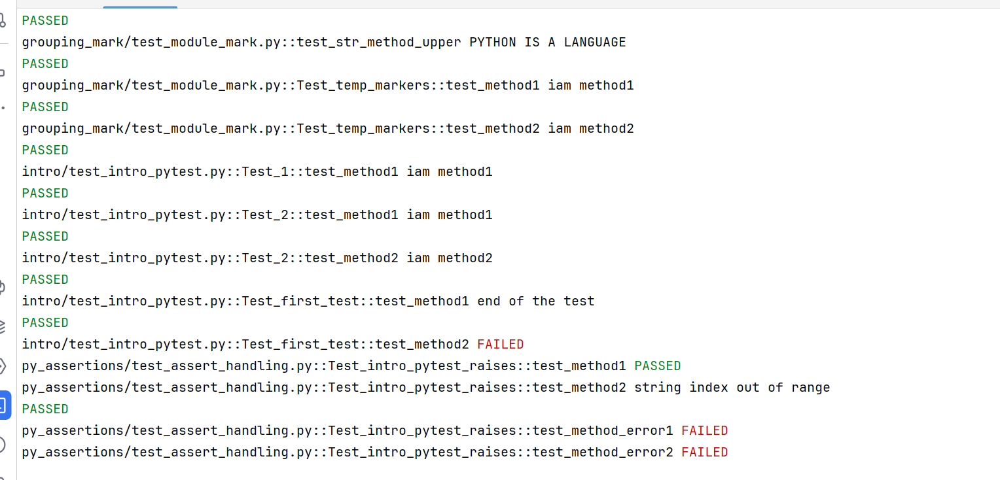 PASSED
grouping_mark/test_module_mark.py::test_str_method_upper PYTHON IS A LANGUAGE
PASSED
grouping_mark/test_module_mark.py::Test_temp_markers::test_method1 iam method1
PASSED
grouping_mark/test_module_mark.py::Test_temp_markers::test_method2 iam method2
PASSED
intro/test_intro_pytest.py::Test_1::test_method1 iam method1
PASSED
intro/test_intro_pytest.py::Test_2::test_method1 iam method1
PASSED
intro/test_intro_pytest.py::Test_2::test_method2 iam method2
PASSED
intro/test_intro_pytest.py::Test_first_test::test_method1 end of the test
PASSED
intro/test_intro_pytest.py::Test_first_test::test_method2 FAILED
py_assertions/test_assert_handling.py::Test_intro_pytest_raises::test_method1 PASSED
py_assertions/test_assert_handling.py::Test_intro_pytest_raises::test_method2 string index out of range
PASSED
py_assertions/test_assert_handling.py::Test_intro_pytest_raises::test_method_error1 FAILED
py_assertions/test_assert_handling.py::Test_intro_pytest_raises::test_method_error2 FAILED